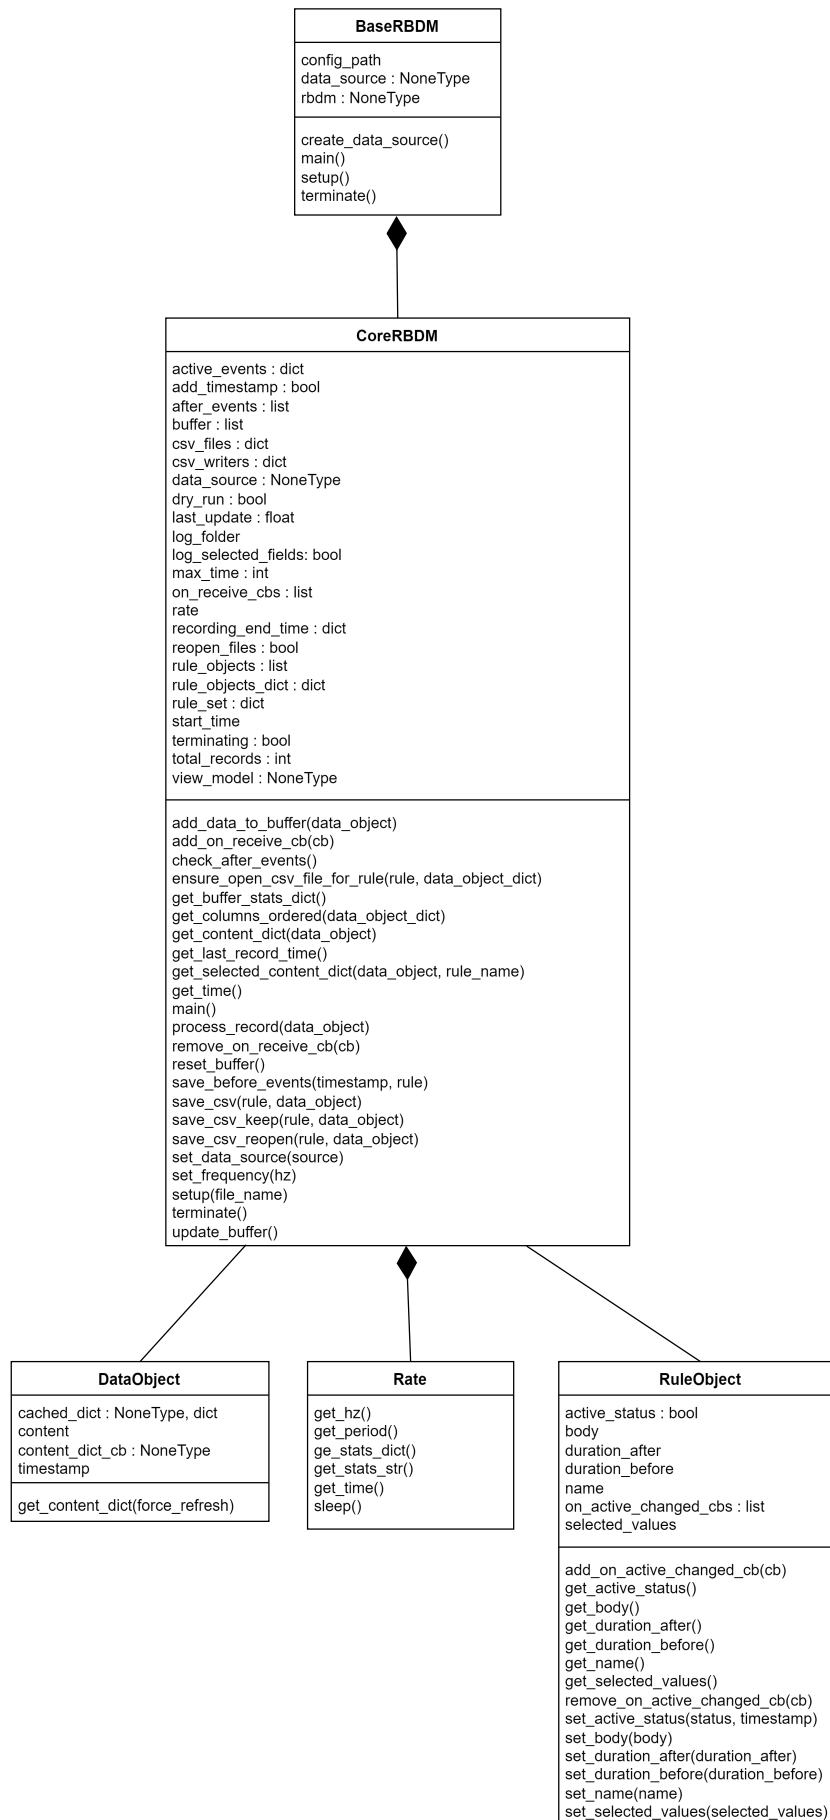 BaseRBDM
config_path
data_source : NoneType
rbdm : NoneType
create_data_source()
main()
setup()
terminate()
CoreRBDM
active_events : dict
add_timestamp : bool
after_events : list
buffer : list
csv_files : dict
csv_writers : dict
data_source : NoneType
dry_run : bool
last_update : float
log_folder
log_selected_fields: bool
max_time : int
on_receive_cbs : list
rate
recording_end_time : dict
reopen_files : bool
rule_objects : list
rule_objects_dict : dict
rule_set : dict
start_time
terminating : bool
total_records : int
view_model : NoneType
add_data_to_buffer(data_object)
add_on_receive_cb(cb)
check_after_events()
ensure_open_csv_file_for_rule(rule, data_object_dict)
get_buffer_stats_dict()
get_columns_ordered(data_object_dict)
get_content_dict(data_object)
get_last_record_time()
get_selected_content_dict(data_object, rule_name)
get_time()
main()
process_record(data_object)
remove_on_receive_cb(cb)
reset_buffer()
save_before_events(timestamp, rule)
save_csv(rule, data_object)
save_csv_keep(rule, data_object)
save_csv_reopen(rule, data_object)
set_data_source(source)
set_frequency(hz)
setup(file_name)
terminate()
update_buffer()
DataObject
cached_dict : NoneType, dict
content
content_dict_cb : NoneType
timestamp
get_content_dict(force_refresh)
Rate
get_hz()
get_period()
ge_stats_dict()
get_stats_str()
get_time()
sleep()
RuleObject
active_status : bool
body
duration_after
duration_before
name
on_active_changed_cbs : list
selected_values
add_on_active_changed_cb(cb)
get_active_status()
get_body()
get_duration_after()
get_duration_before()
get_name()
get_selected_values()
remove_on_active_changed_cb(cb)
set_active_status(status, timestamp)
set_body(body)
set_duration_after(duration_after)
set_duration_before(duration_before)
set_name(name)
set_selected_values(selected_values)